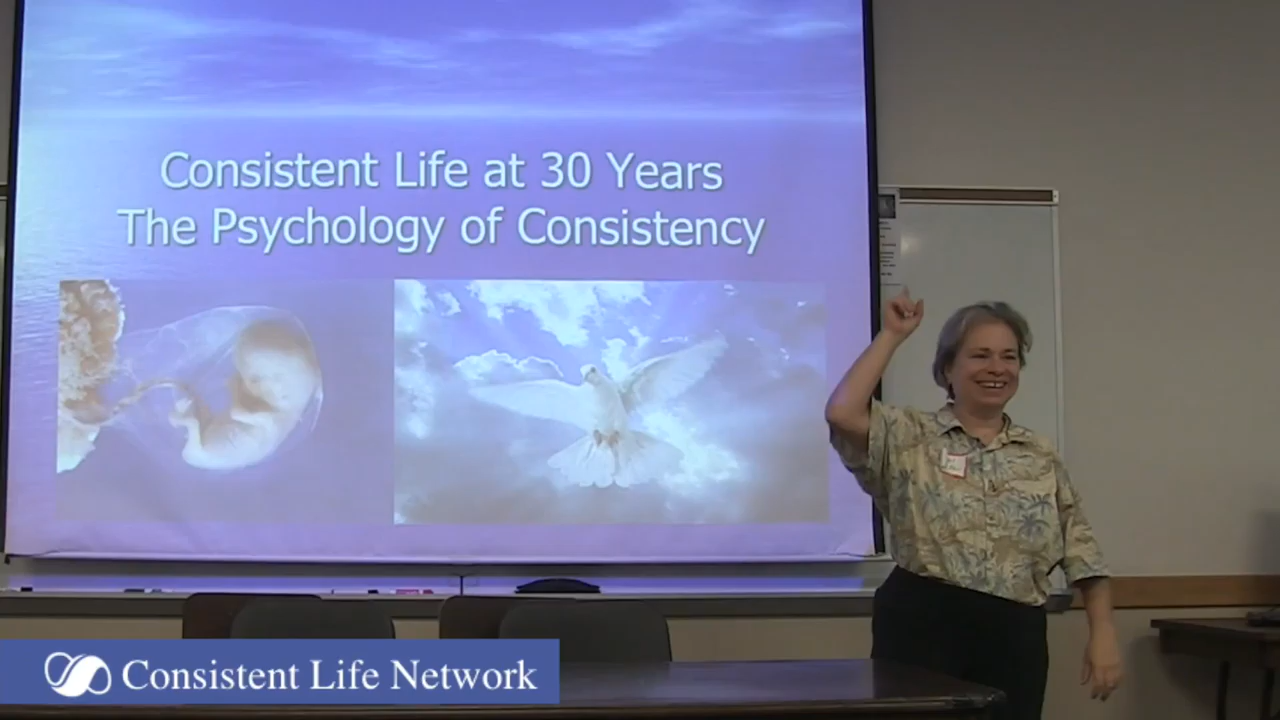 Consistent Life at 30 Years
The Psychology of Consistency
Consistent Life Network